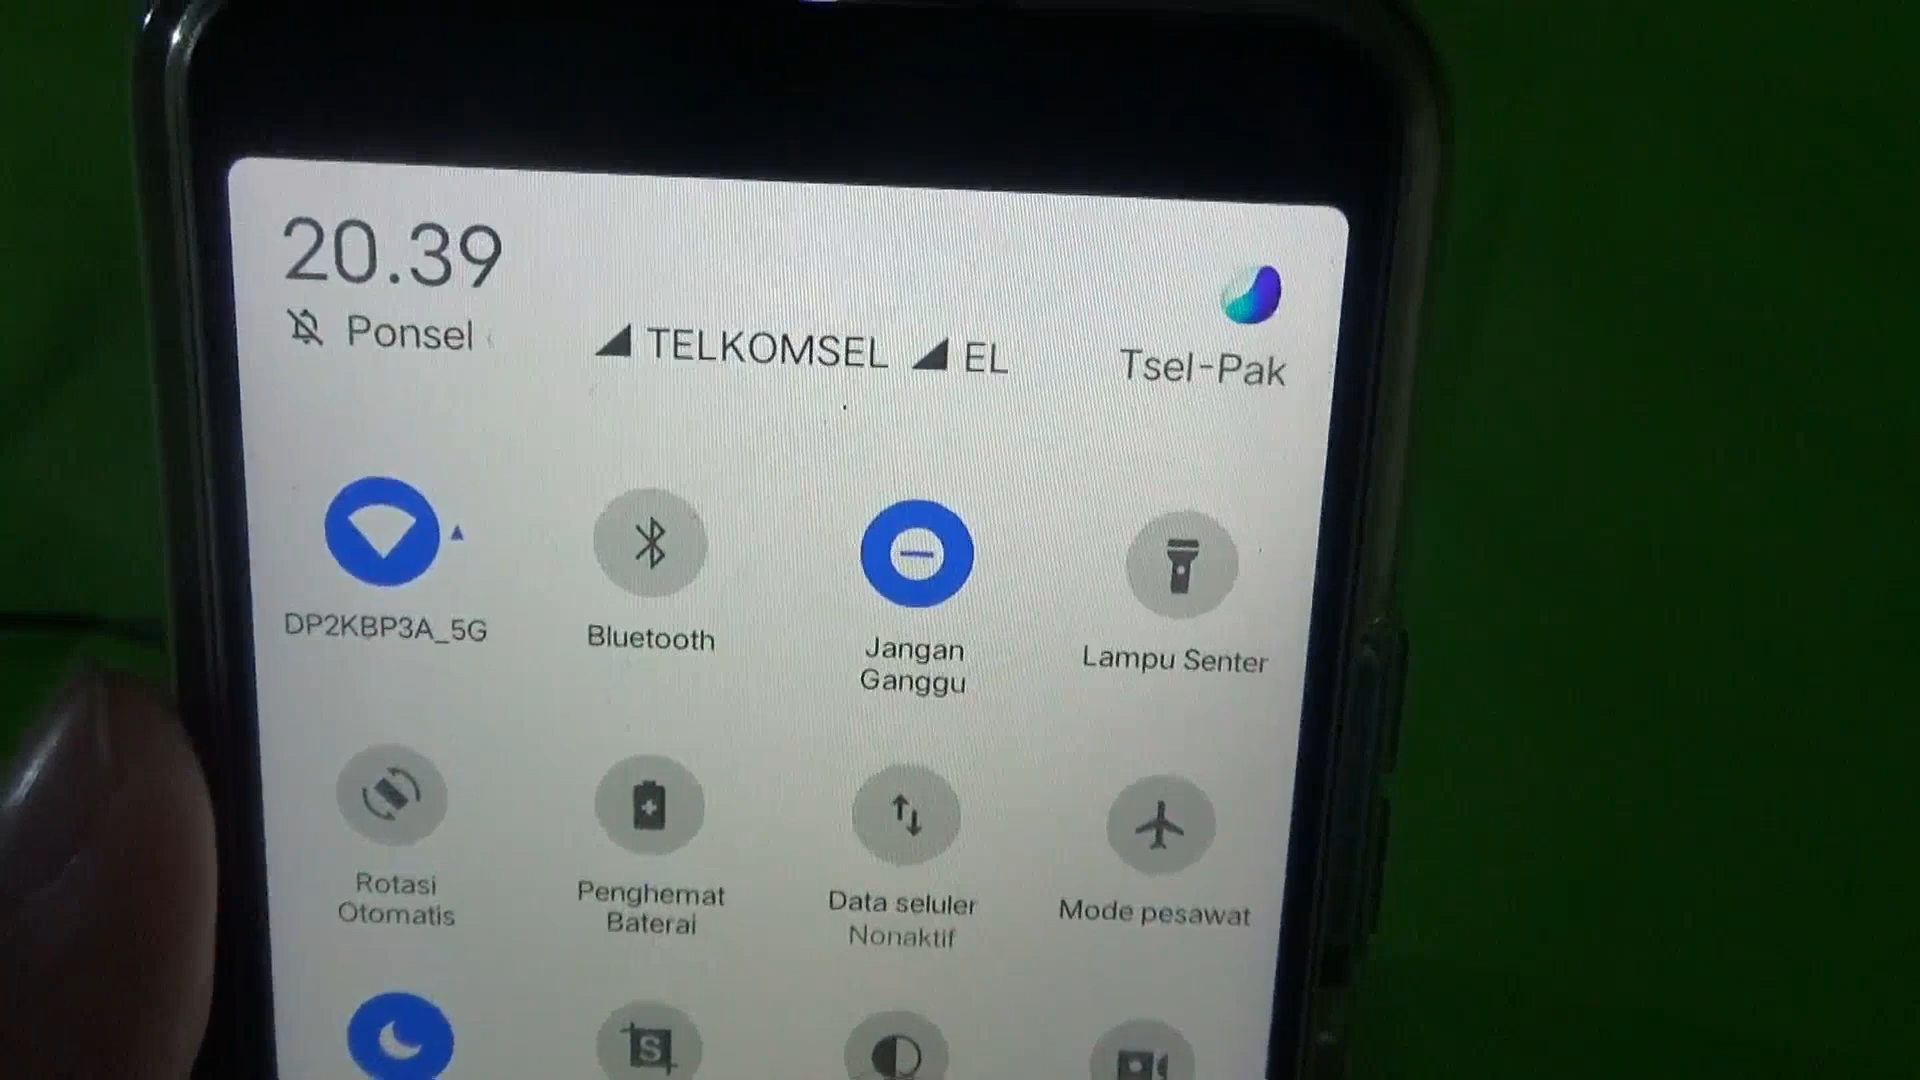 20.39
Ponsel
TELKOMSEL EL
Tsel-Pak
DP2KBP3A_5G
Bluetooth
Jangan
Ganggu
Lampu Senter
Rotasi
Otomatis
Penghemat
Baterai
Data seluler
Nonaktif
Mode pesawat
S